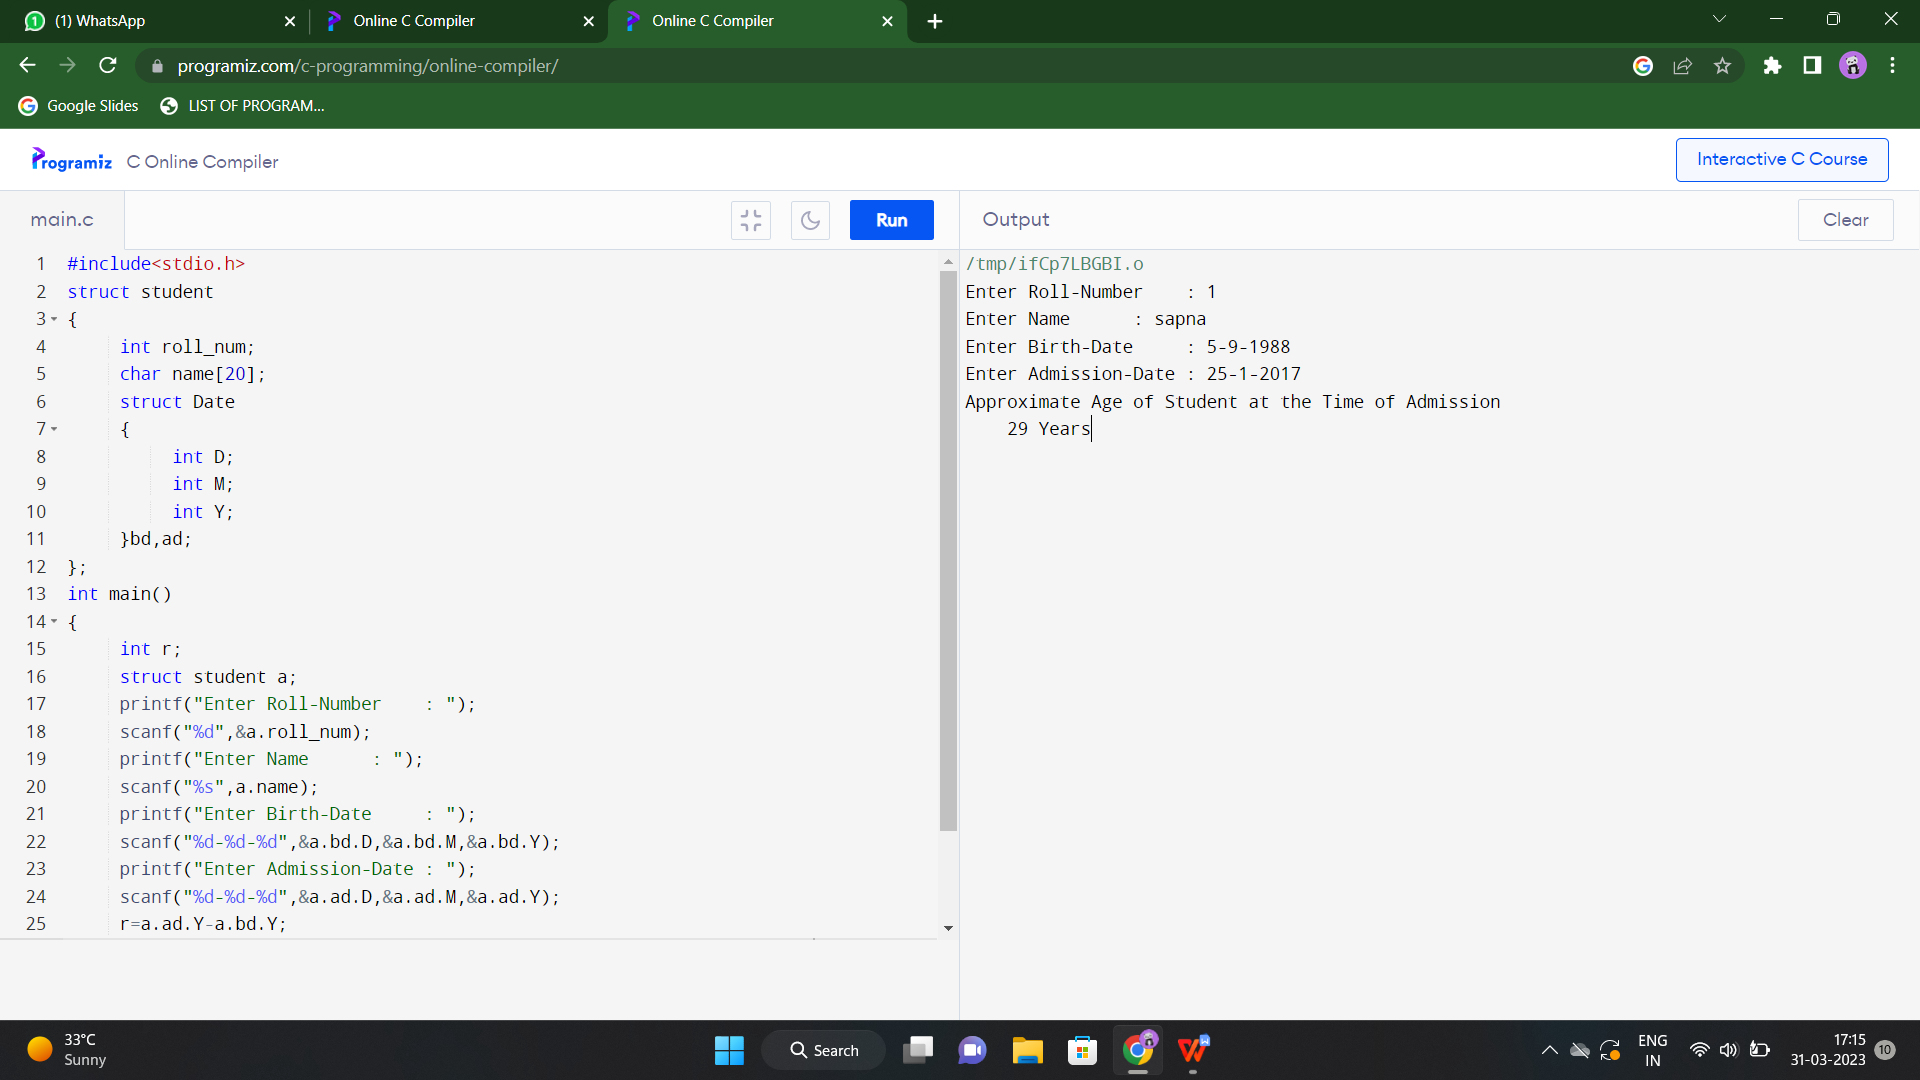 (1) WhatsApp
Online C Compiler
Online C Compiler
programiz.com/c-programming/online-compiler/
Google Slides
LIST OF PROGRAM...
Programiz C Online Compiler
Interactive C Course
main.c
Run
Output
Clear
1 #include<stdio.h>
2 struct student
3 {
4 int roll_num;
5 char name[20];
6 struct Date
7 {
8 int D;
9 int M;
10 int Y;
11 }bd,ad;
12 };
13 int main()
14 {
15 int r;
16 struct student a;
17 printf("Enter Roll-Number    : ");
18 scanf("%d",&a.roll_num);
19 printf("Enter Name      : ");
20 scanf("%s",a.name);
21 printf("Enter Birth-Date     : ");
22 scanf("%d-%d-%d",&a.bd.D,&a.bd.M,&a.bd.Y);
23 printf("Enter Admission-Date : ");
24 scanf("%d-%d-%d",&a.ad.D,&a.ad.M,&a.ad.Y);
25 r=a.ad.Y-a.bd.Y;
/tmp/ifCp7LBGBI.o
Enter Roll-Number    : 1
Enter Name      : sapna
Enter Birth-Date     : 5-9-1988
Enter Admission-Date : 25-1-2017
Approximate Age of Student at the Time of Admission
29 Years
33°C
Sunny
Search
ENG
IN
17:15
31-03-2023
10